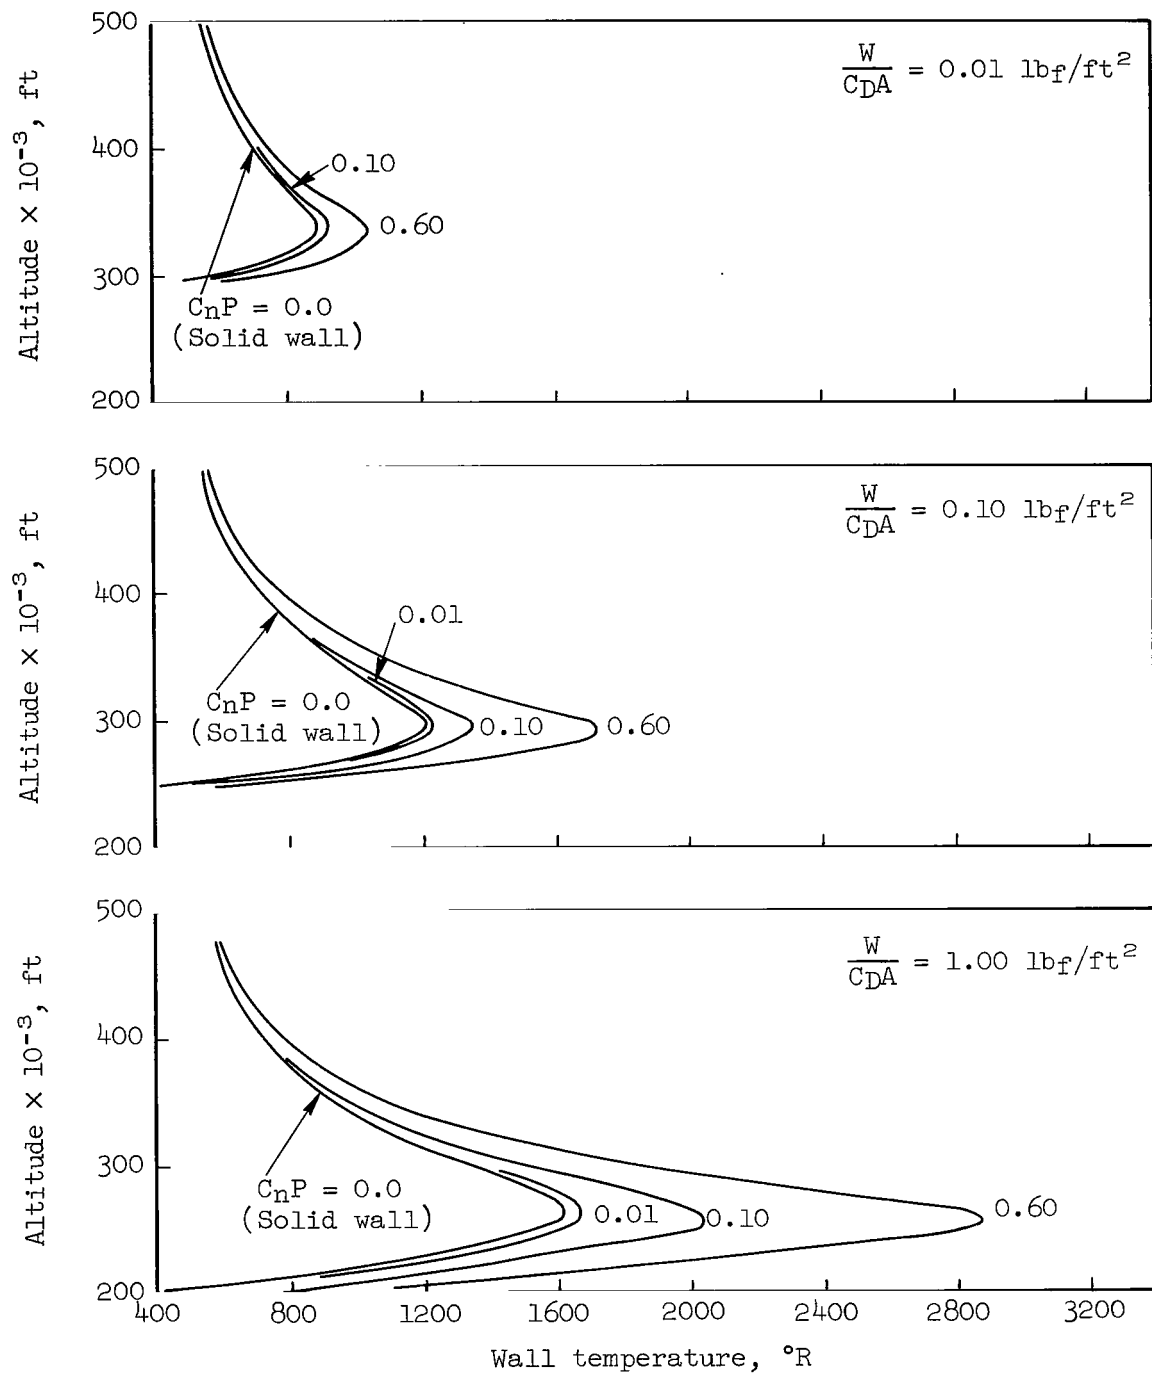 500
400
300
200
Altitude × 10⁻³, ft
W
CDA = 0.01 lbf/ft²
0.10
0.60
CnP = 0.0
(Solid wall)
500
400
300
200
Altitude × 10⁻³, ft
W
CDA = 0.10 lbf/ft²
0.01
CnP = 0.0
(Solid wall)
0.10
0.60
500
400
300
200
Altitude × 10⁻³, ft
W
CDA = 1.00 lbf/ft²
CnP = 0.0
(Solid wall)
0.01
0.10
0.60
400 800 1200 1600 2000 2400 2800 3200
Wall temperature, °R